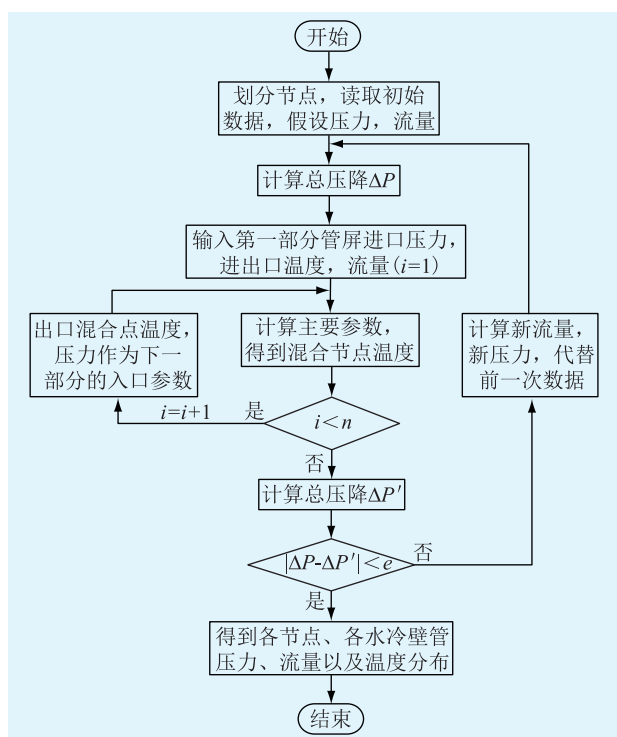 开始
划分节点，读取初始
数据，假设压力，流量
计算总压降ΔP
输入第一部分管屏进口压力，
进出口温度，流量(i=1)
出口混合点温度，
压力作为下一
部分的入口参数
计算主要参数，
得到混合节点温度
计算新流量，
新压力，代替
前一次数据
i=i+1
是
i<n
否
计算总压降ΔP′
|ΔP-ΔP′|<e
否
是
得到各节点、各水冷壁管
压力、流量以及温度分布
结束